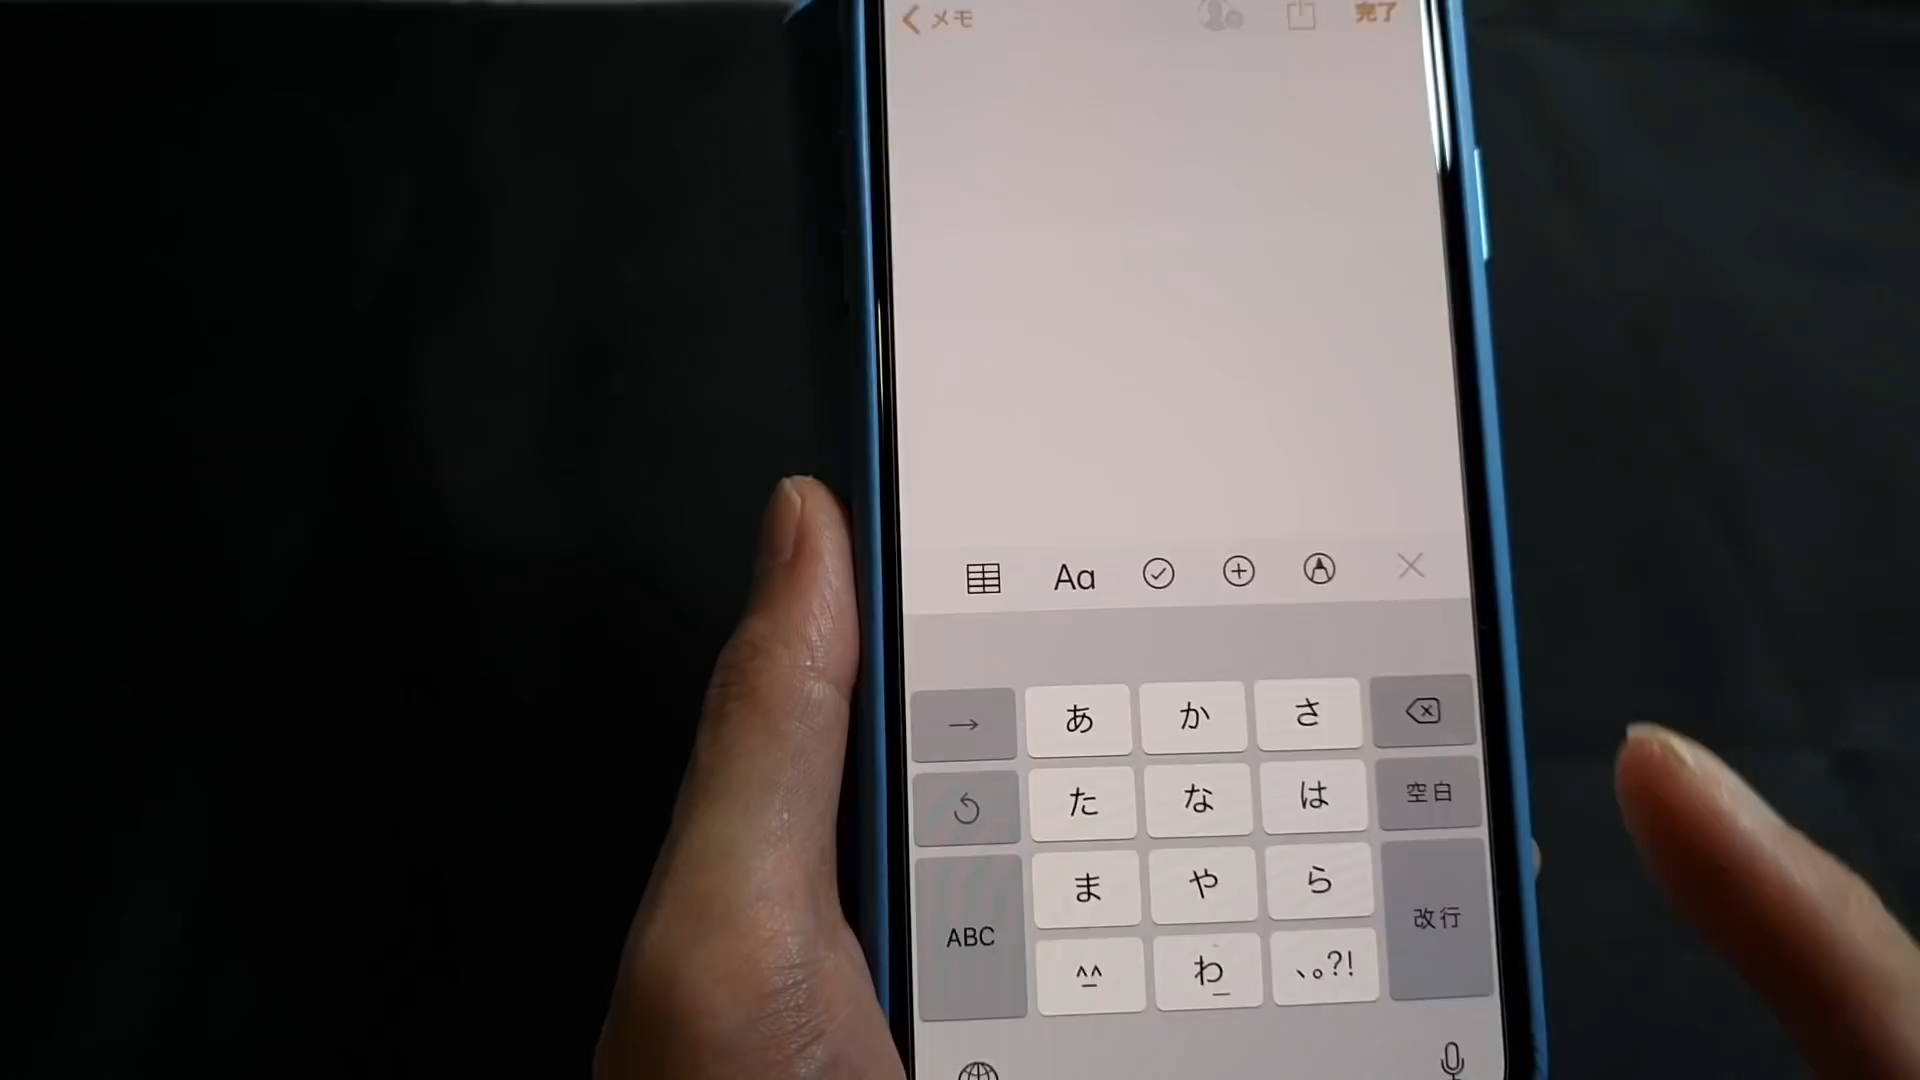 メモ 完了
Aa
→ あ か さ
た な は 空白
ま や ら
ABC 改行
^^ わ 、。?!